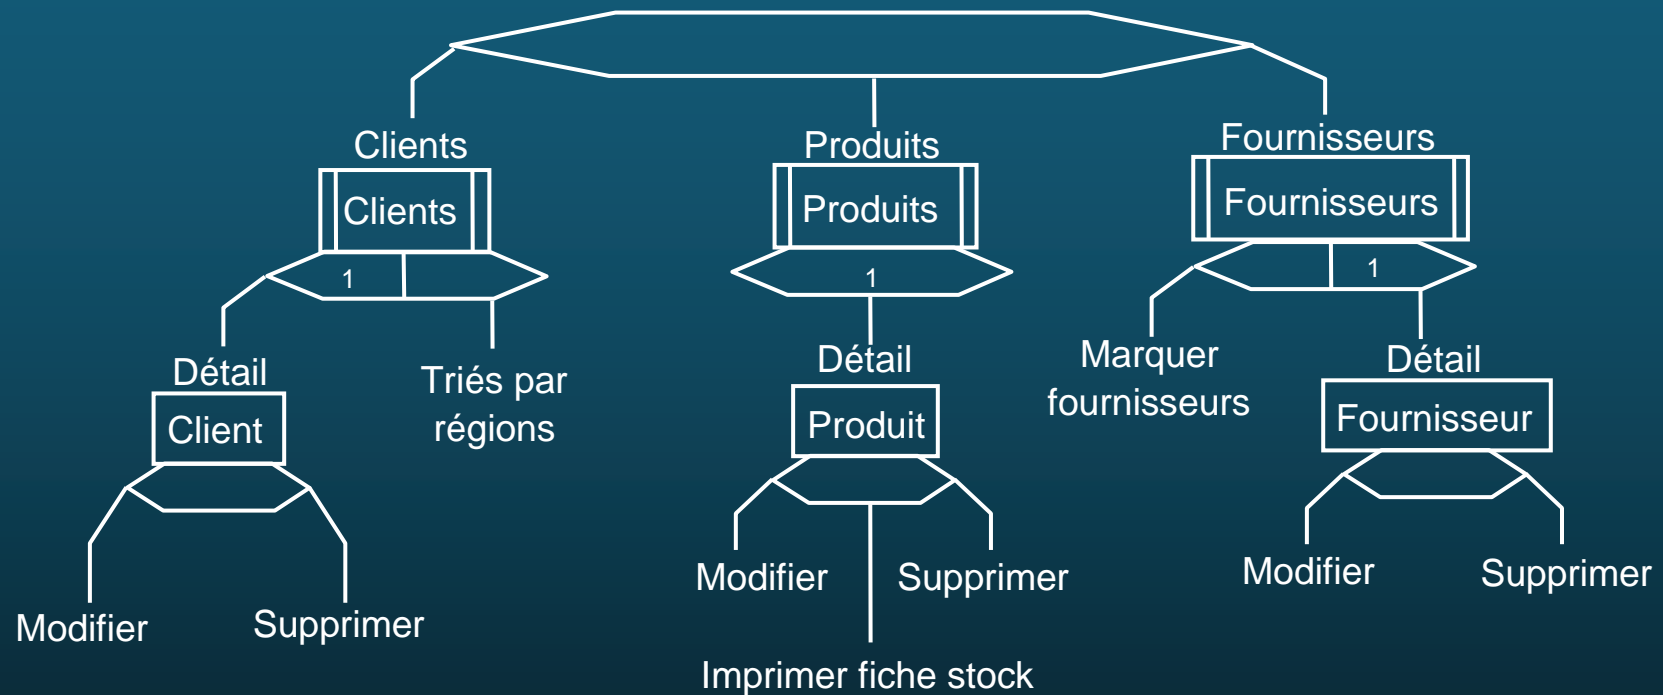 Clients
Produits
Fournisseurs
Clients
Produits
Fournisseurs
1
1
1
Détail
Triés par
régions
Détail
Marquer
fournisseurs
Détail
Client
Produit
Fournisseur
Modifier
Supprimer
Modifier
Supprimer
Modifier
Supprimer
Imprimer fiche stock